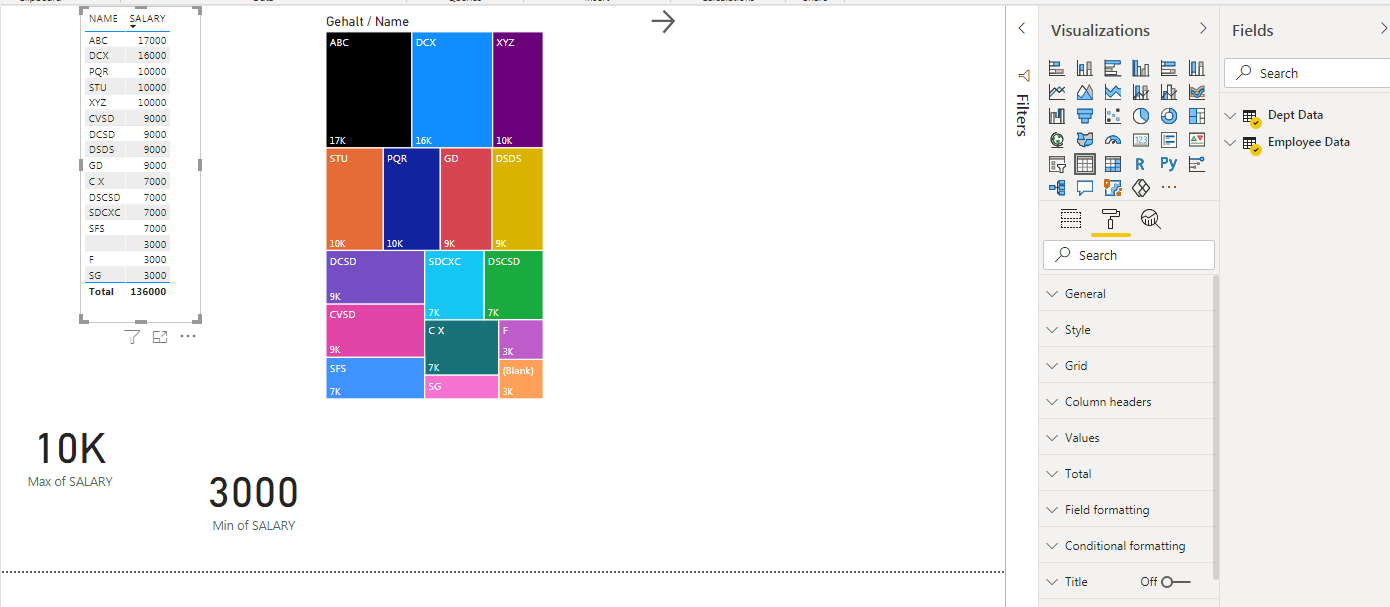 NAME SALARY
ABC 17000
DCX 16000
PQR 10000
STU 10000
XYZ 10000
CVSD 9000
DCSD 9000
DSDS 9000
GD 9000
C X 7000
DSCSD 7000
SDCXC 7000
SFS 7000
3000
F 3000
SG 3000
Total 136000
Gehalt / Name
ABC
17K
DCX
16K
XYZ
10K
STU
10K
PQR
10K
GD
9K
DSDS
9K
DCSD
9K
CVSD
9K
SFS
7K
SDCXC
7K
DSCSD
7K
C X
7K
F
3K
SG
(Blank)
3K
10K
Max of SALARY
3000
Min of SALARY
Filters
Visualizations
123
R
Py
Search
General
Style
Grid
Column headers
Values
Total
Field formatting
Conditional formatting
Title Off
Fields
Search
Dept Data
Employee Data